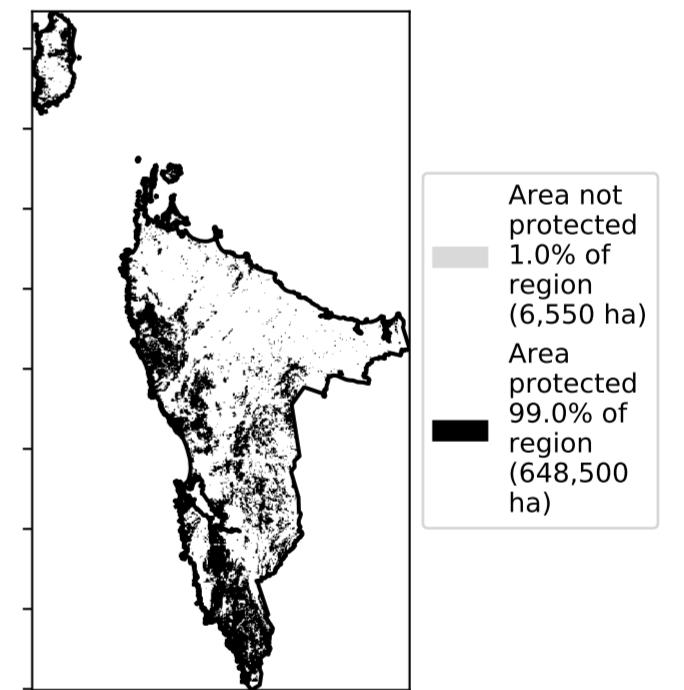 Area not
protected
1.0% of
region
(6,550 ha)
Area
protected
99.0% of
region
(648,500
ha)